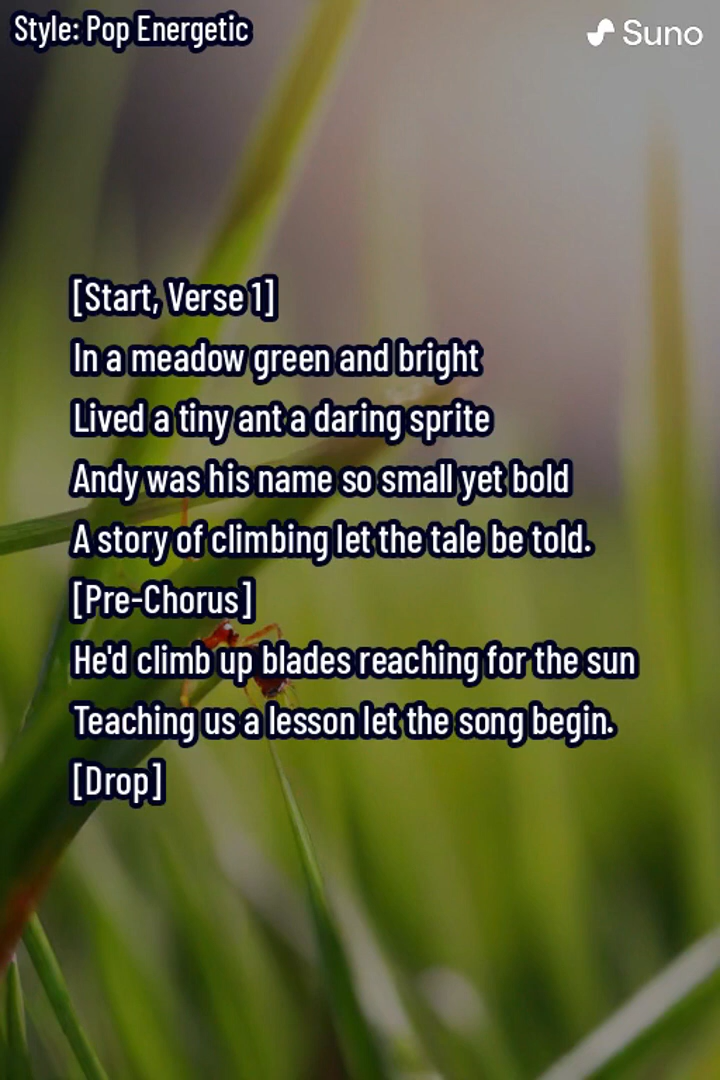 Style: Pop Energetic
Suno
[Start, Verse 1]
In a meadow green and bright
Lived a tiny ant a daring sprite
Andy was his name so small yet bold
A story of climbing let the tale be told.
[Pre-Chorus]
He'd climb up blades reaching for the sun
Teaching us a lesson let the song begin.
[Drop]